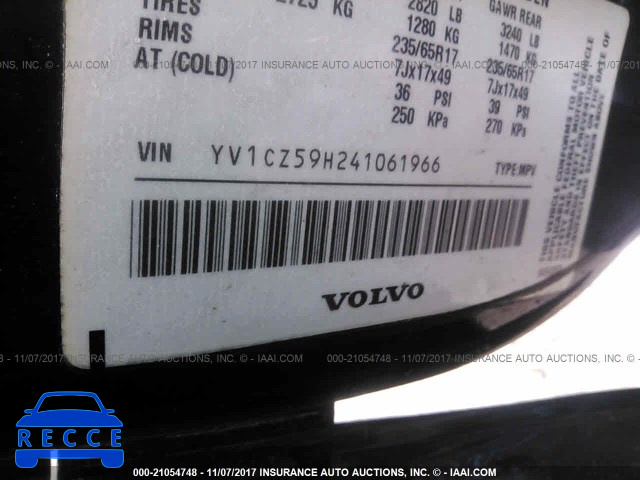 2725 KG
2820 LB
GAWR REAR
TIRES
1280 KG
3240 LB
RIMS
235/65R17
1470 KG
AT (COLD)
7Jx17x49
235/65R17
36 PSI
7Jx17x49
250 KPa
39 PSI
270 KPa
VIN YV1CZ59H241061966 TYPE:MPV
VOLVO
000-21054748 - 11/07/2017 INSURANCE AUTO AUCTIONS, INC. © - IAAI.COM
RECCE
000-21054748 - 11/07/2017 INSURANCE AUTO AUCTIONS, INC. © - IAAI.COM